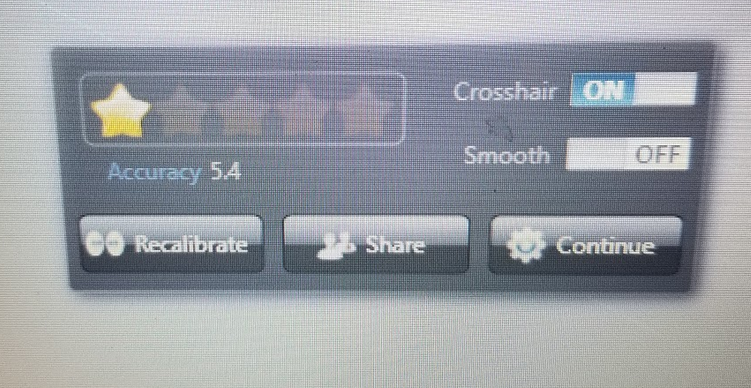 Crosshair ON
Accuracy 5.4
Smooth OFF
Recalibrate Share Continue